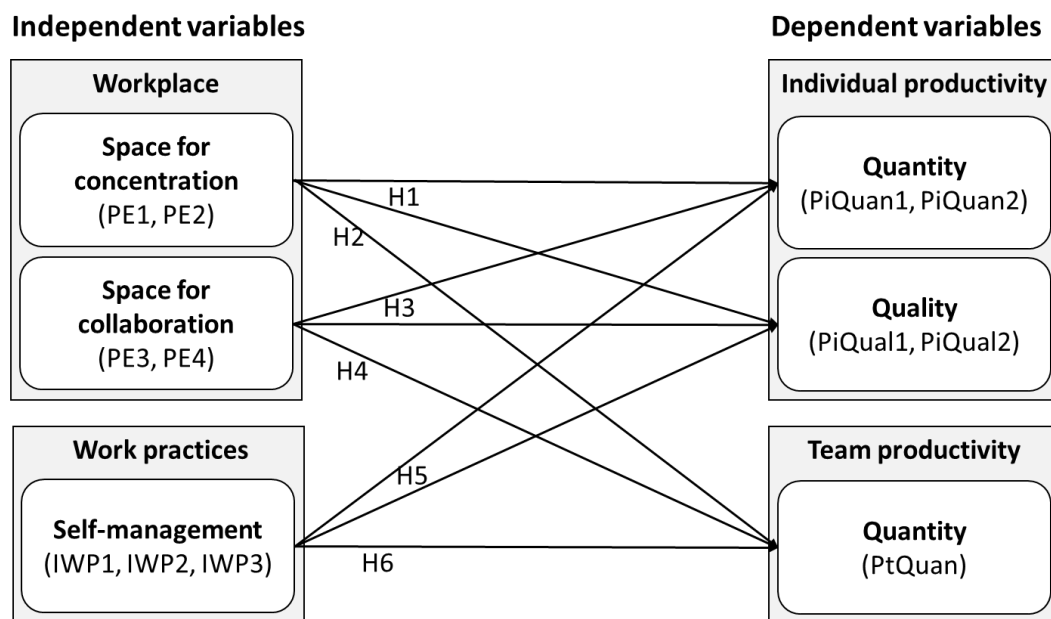 Independent variables
Workplace
Space for
concentration
(PE1, PE2)
Space for
collaboration
(PE3, PE4)
Work practices
Self-management
(IWP1, IWP2, IWP3)
H1
H2
H3
H4
H5
H6
Dependent variables
Individual productivity
Quantity
(PiQuan1, PiQuan2)
Quality
(PiQual1, PiQual2)
Team productivity
Quantity
(PtQuan)